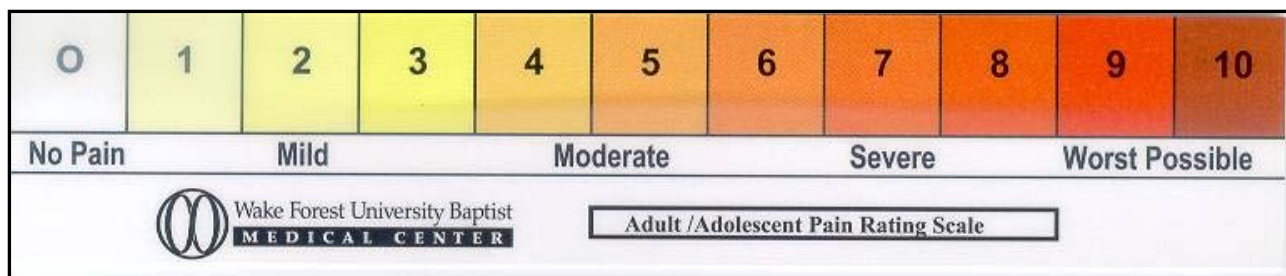 O 1 2 3 4 5 6 7 8 9 10
No Pain Mild Moderate Severe Worst Possible
Wake Forest University Baptist
MEDICAL CENTER
Adult /Adolescent Pain Rating Scale